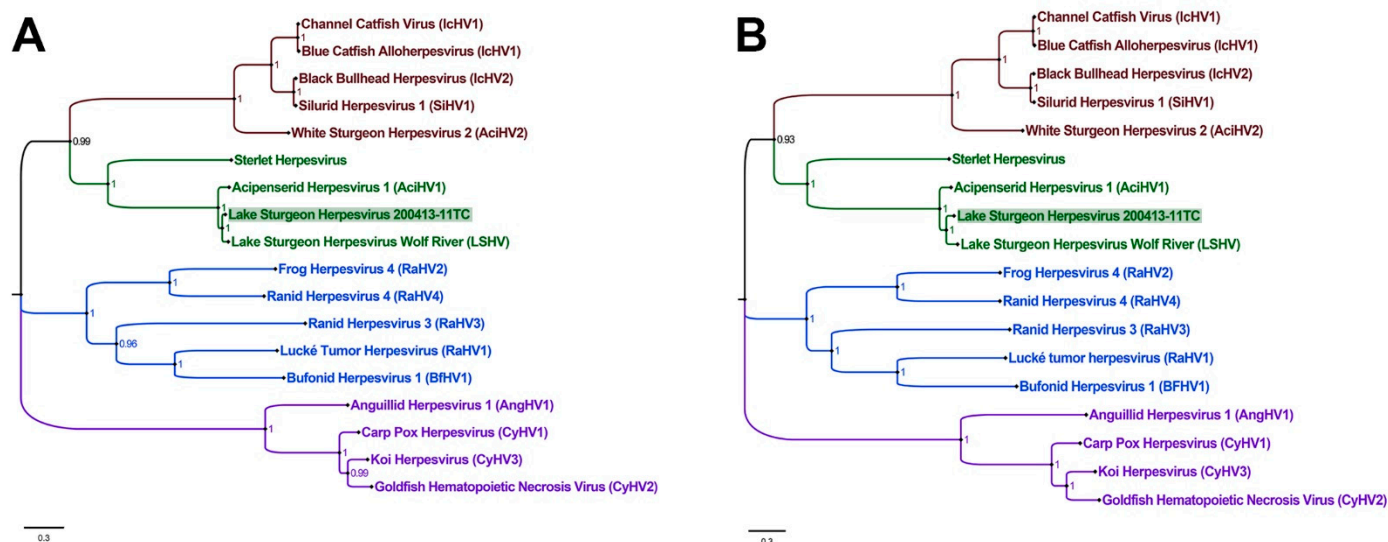 A
Channel Catfish Virus (IcHV1)
1
Blue Catfish Alloherpesvirus (IcHV1)
1
Black Bullhead Herpesvirus (IcHV2)
1
Silurid Herpesvirus 1 (SiHV1)
1
White Sturgeon Herpesvirus 2 (AciHV2)
0.99
Sterlet Herpesvirus
1
Acipenserid Herpesvirus 1 (AciHV1)
1
Lake Sturgeon Herpesvirus 200413-11TC
1
Lake Sturgeon Herpesvirus Wolf River (LSHV)
Frog Herpesvirus 4 (RaHV2)
1
Ranid Herpesvirus 4 (RaHV4)
1
Ranid Herpesvirus 3 (RaHV3)
0.96
Lucké Tumor Herpesvirus (RaHV1)
1
Bufonid Herpesvirus 1 (BfHV1)
Anguillid Herpesvirus 1 (AngHV1)
1
Carp Pox Herpesvirus (CyHV1)
1
Koi Herpesvirus (CyHV3)
0.99
Goldfish Hematopoietic Necrosis Virus (CyHV2)
0.3
B
Channel Catfish Virus (IcHV1)
1
Blue Catfish Alloherpesvirus (IcHV1)
1
Black Bullhead Herpesvirus (IcHV2)
1
Silurid Herpesvirus 1 (SiHV1)
1
White Sturgeon Herpesvirus 2 (AciHV2)
0.93
Sterlet Herpesvirus
1
Acipenserid Herpesvirus 1 (AciHV1)
1
Lake Sturgeon Herpesvirus 200413-11TC
1
Lake Sturgeon Herpesvirus Wolf River (LSHV)
Frog Herpesvirus 4 (RaHV2)
1
Ranid Herpesvirus 4 (RaHV4)
1
Ranid Herpesvirus 3 (RaHV3)
1
Lucké tumor herpesvirus (RaHV1)
1
Bufonid Herpesvirus 1 (BFHV1)
Anguillid Herpesvirus 1 (AngHV1)
1
Carp Pox Herpesvirus (CyHV1)
1
Koi Herpesvirus (CyHV3)
1
Goldfish Hematopoietic Necrosis Virus (CyHV2)
0.3